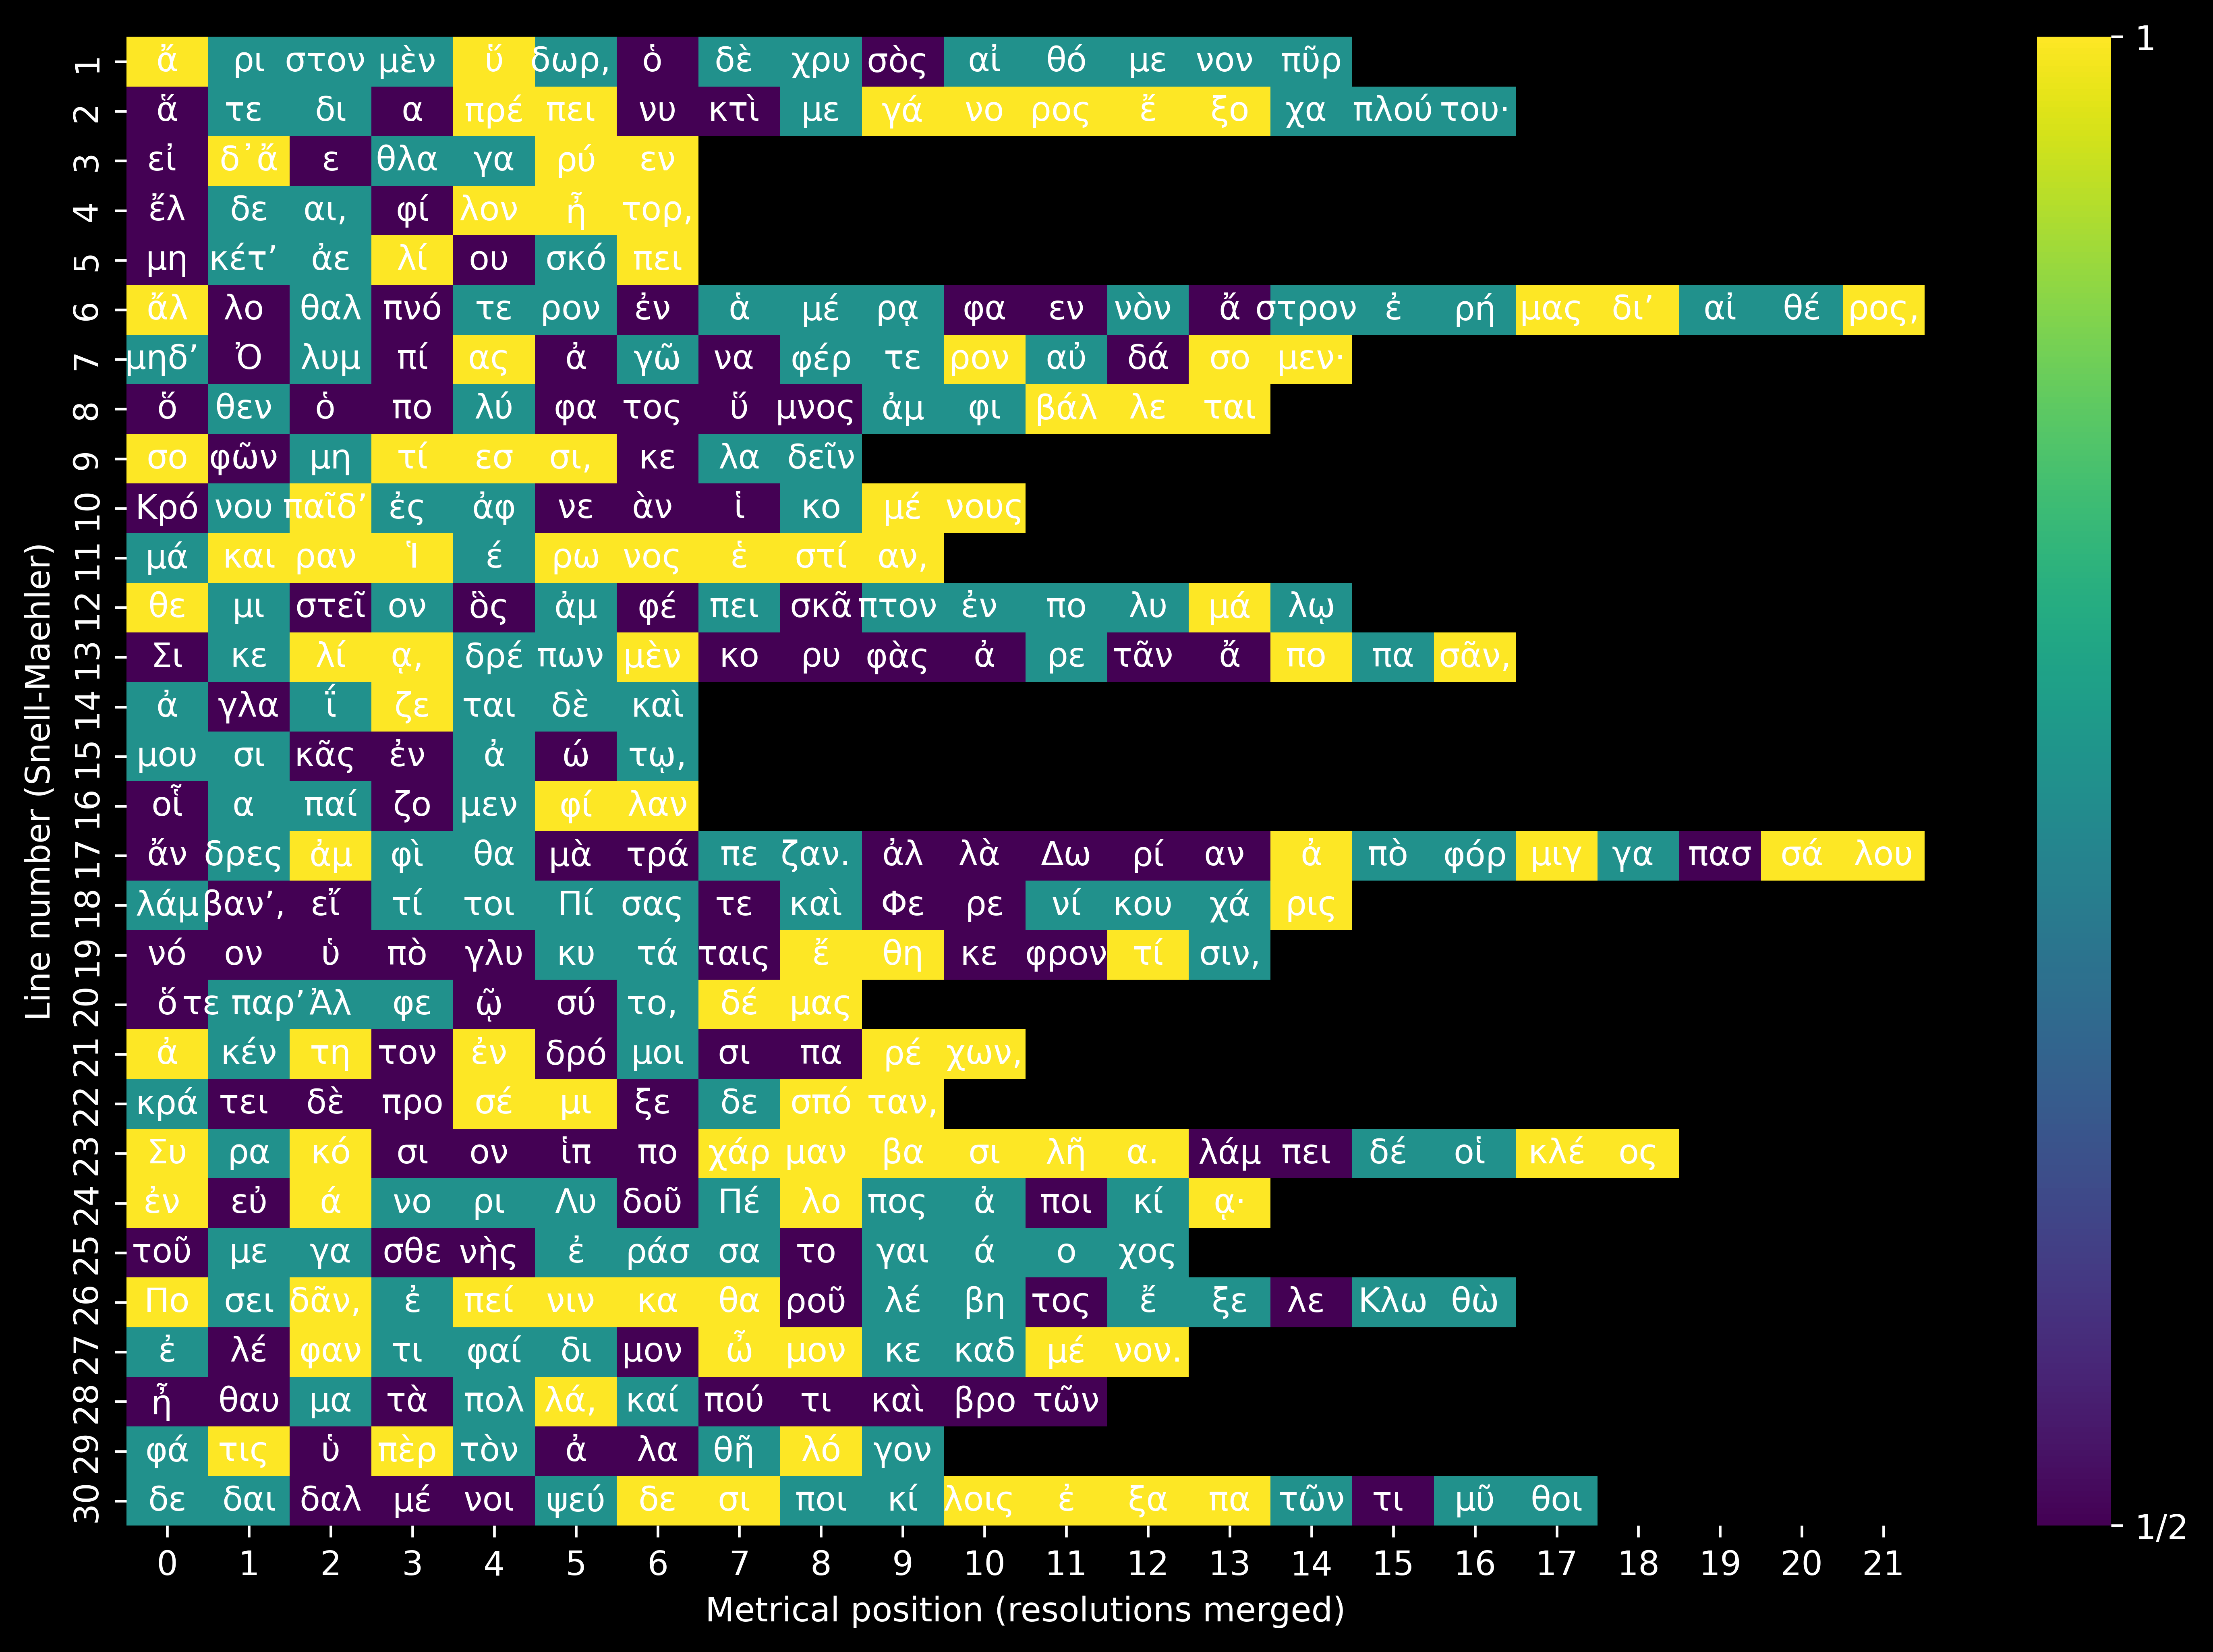 1 ἄ ρι στον μὲν ὕ δωρ, ὁ δὲ χρυ σὸς αἰ θό με νον πῦρ
2 ἅ τε δι α πρέ πει νυ κτὶ με γά νο ρος ἔ ξο χα πλού του·
3 εἰ δ᾽ἄ ε θλα γα ρύ εν
4 ἔλ δε αι, φί λον ἦ τορ,
5 μη κέτ’ ἀε λί ου σκό πει
6 ἄλ λο θαλ πνό τε ρον ἐν ἁ μέ ρᾳ φα εν νὸν ἄ στρον ἐ ρή μας δι’ αἰ θέ ρος,
7 μηδ’ Ὀ λυμ πί ας ἀ γῶ να φέρ τε ρον αὐ δά σο μεν·
8 ὅ θεν ὁ πο λύ φα τος ὕ μνος ἀμ φι βάλ λε ται
9 σο φῶν μη τί εσ σι, κε λα δεῖν
10 Κρό νου παῖδ’ ἐς ἀφ νε ὰν ἱ κο μέ νους
11 μά και ραν Ἱ έ ρω νος ἑ στί αν,
12 θε μι στεῖ ον ὃς ἀμ φέ πει σκᾶ πτον ἐν πο λυ μά λῳ
13 Σι κε λί ᾳ, δρέ πων μὲν κο ρυ φὰς ἀ ρε τᾶν ἄ πο πα σᾶν,
14 ἀ γλα ΐ ζε ται δὲ καὶ
15 μου σι κᾶς ἐν ἀ ώ τῳ,
16 οἷ α παί ζο μεν φί λαν
17 ἄν δρες ἀμ φὶ θα μὰ τρά πε ζαν. ἀλ λὰ Δω ρί αν ἀ πὸ φόρ μιγ γα πασ σά λου
18 λάμ βαν’, εἴ τί τοι Πί σας τε καὶ Φε ρε νί κου χά ρις
19 νό ον ὑ πὸ γλυ κυ τά ταις ἔ θη κε φρον τί σιν,
20 ὅ τε παρ’ Ἀλ φε ῷ σύ το, δέ μας
21 ἀ κέν τη τον ἐν δρό μοι σι πα ρέ χων,
22 κρά τει δὲ προ σέ μι ξε δε σπό ταν,
23 Συ ρα κό σι ον ἱπ πο χάρ μαν βα σι λῆ α. λάμ πει δέ οἱ κλέ ος
24 ἐν εὐ ά νο ρι Λυ δοῦ Πέ λο πος ἀ ποι κί ᾳ·
25 τοῦ με γα σθε νὴς ἐ ράσ σα το γαι ά ο χος
26 Πο σει δᾶν, ἐ πεί νιν κα θα ροῦ λέ βη τος ἔ ξε λε Κλω θὼ
27 ἐ λέ φαν τι φαί δι μον ὦ μον κε καδ μέ νον.
28 ἦ θαυ μα τὰ πολ λά, καί πού τι καὶ βρο τῶν
29 φά τις ὑ πὲρ τὸν ἀ λα θῆ λό γον
30 δε δαι δαλ μέ νοι ψεύ δε σι ποι κί λοις ἐ ξα πα τῶν τι μῦ θοι
0 1 2 3 4 5 6 7 8 9 10 11 12 13 14 15 16 17 18 19 20 21
Metrical position (resolutions merged)
Line number (Snell-Maehler)
1
1/2